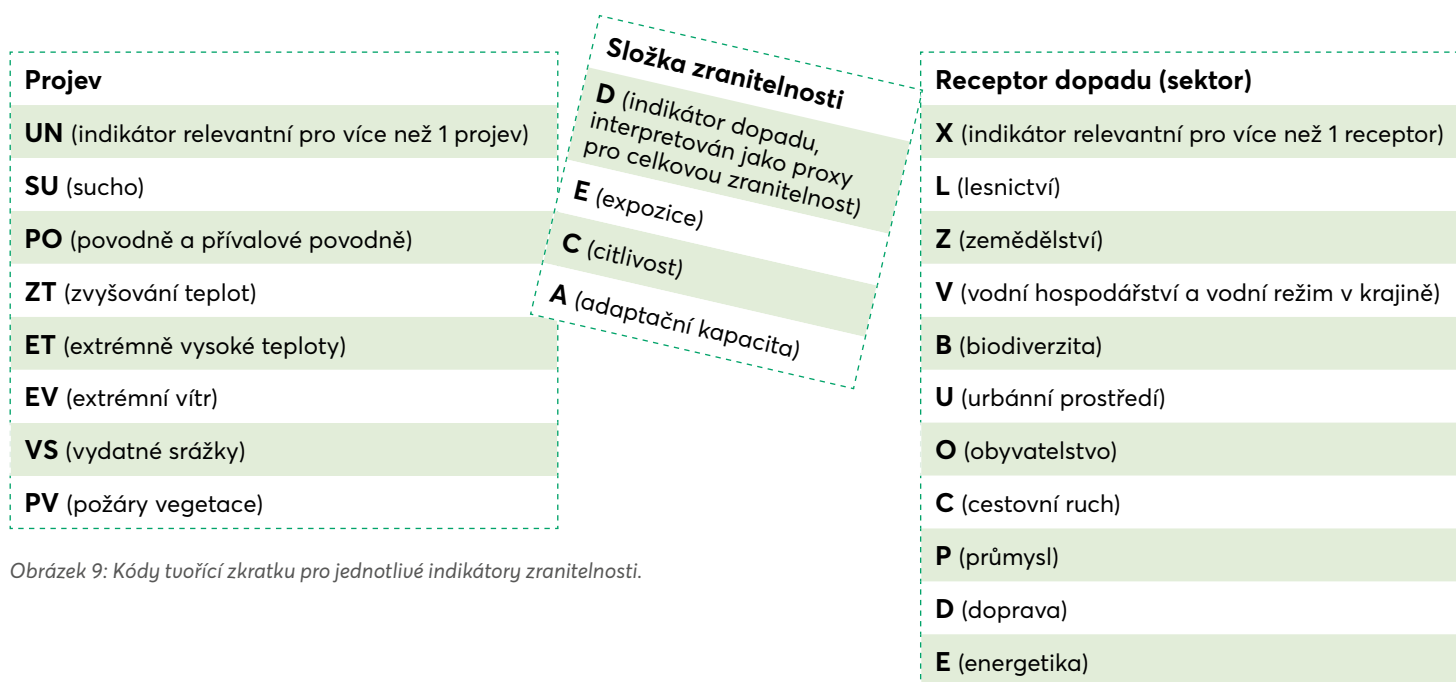 Projev
UN (indikátor relevantní pro více než 1 projev)
SU (sucho)
PO (povodně a přívalové povodně)
ZT (zvyšování teplot)
ET (extrémně vysoké teploty)
EV (extrémní vítr)
VS (vydatné srážky)
PV (požáry vegetace)
Složka zranitelnosti
D (indikátor dopadu,
interpretován jako proxy
pro celkovou zranitelnost)
E (expozice)
C (citlivost)
A (adaptační kapacita)
Receptor dopadu (sektor)
X (indikátor relevantní pro více než 1 receptor)
L (lesnictví)
Z (zemědělství)
V (vodní hospodářství a vodní režim v krajině)
B (biodiverzita)
U (urbánní prostředí)
O (obyvatelstvo)
C (cestovní ruch)
P (průmysl)
D (doprava)
E (energetika)
Obrázek 9: Kódy tvořící zkratku pro jednotlivé indikátory zranitelnosti.